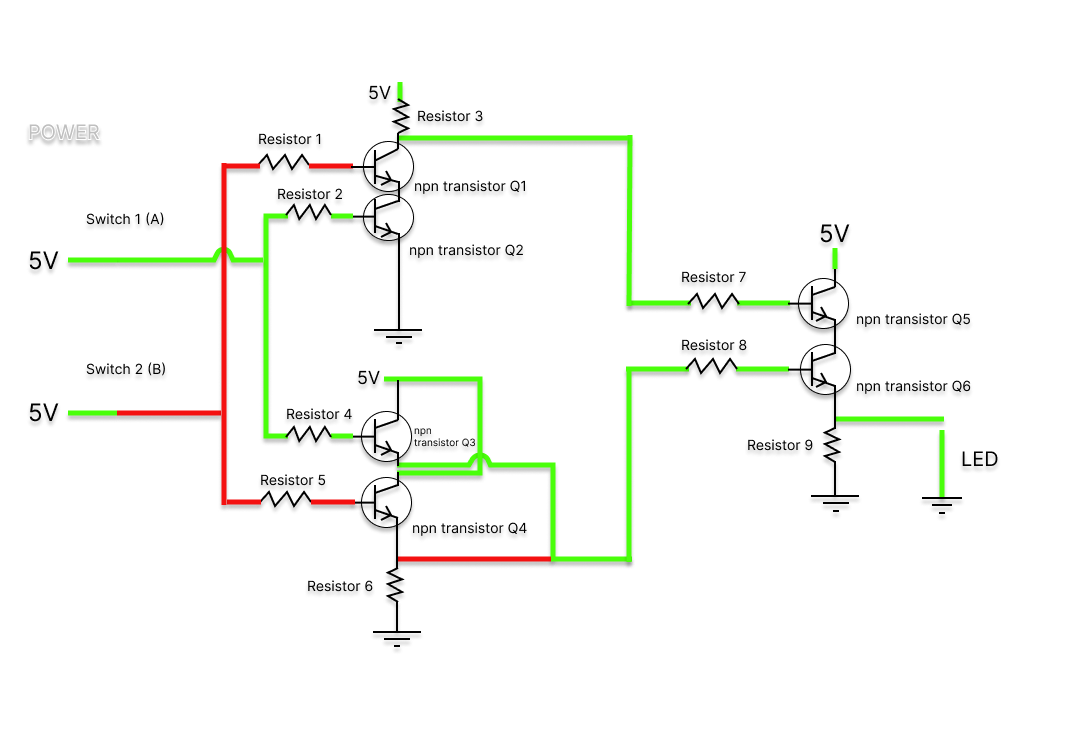 5V
Resistor 3
POWER
Resistor 1
npn transistor Q1
Resistor 2
Switch 1 (A)
npn transistor Q2
5V
5V
Resistor 7
npn transistor Q5
Resistor 8
Switch 2 (B)
5V
npn transistor Q6
5V
Resistor 4
npn
transistor Q3
Resistor 9
LED
Resistor 5
npn transistor Q4
Resistor 6